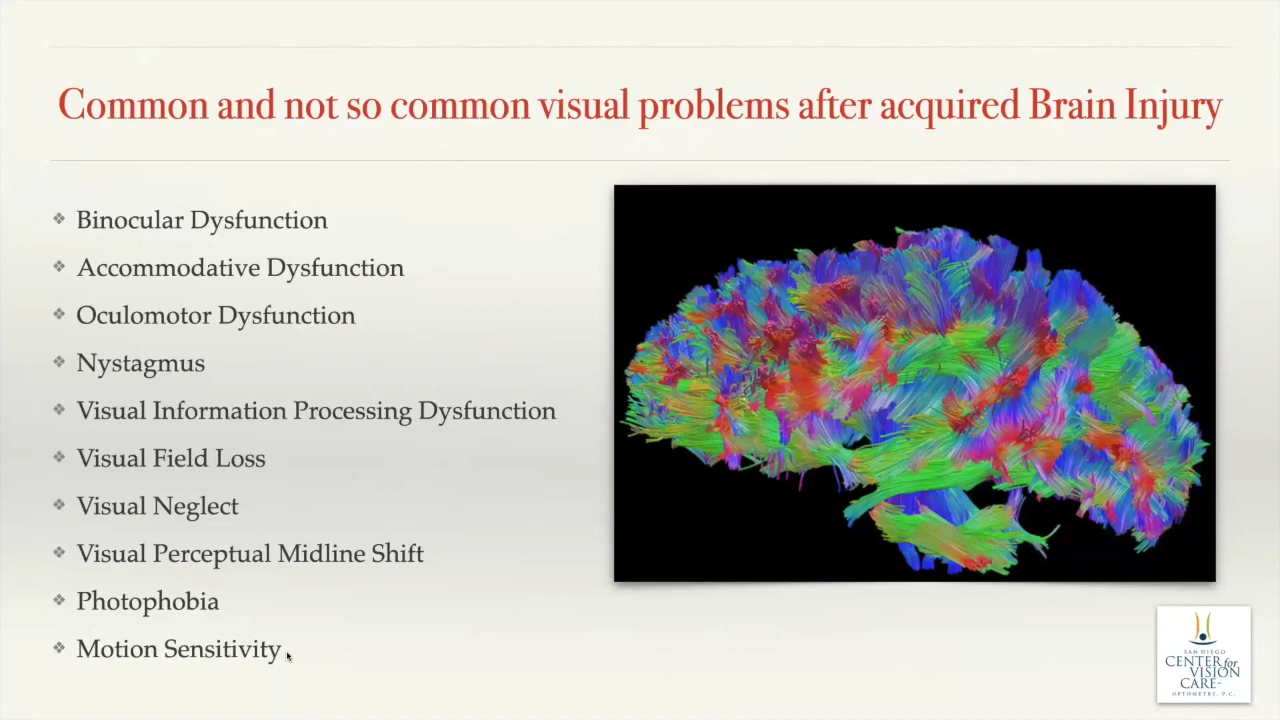 Common and not so common visual problems after acquired Brain Injury
Binocular Dysfunction
Accommodative Dysfunction
Oculomotor Dysfunction
Nystagmus
Visual Information Processing Dysfunction
Visual Field Loss
Visual Neglect
Visual Perceptual Midline Shift
Photophobia
Motion Sensitivity
SAN DIEGO
CENTER for
VISION
CARE
OPTOMETRY, P.C.